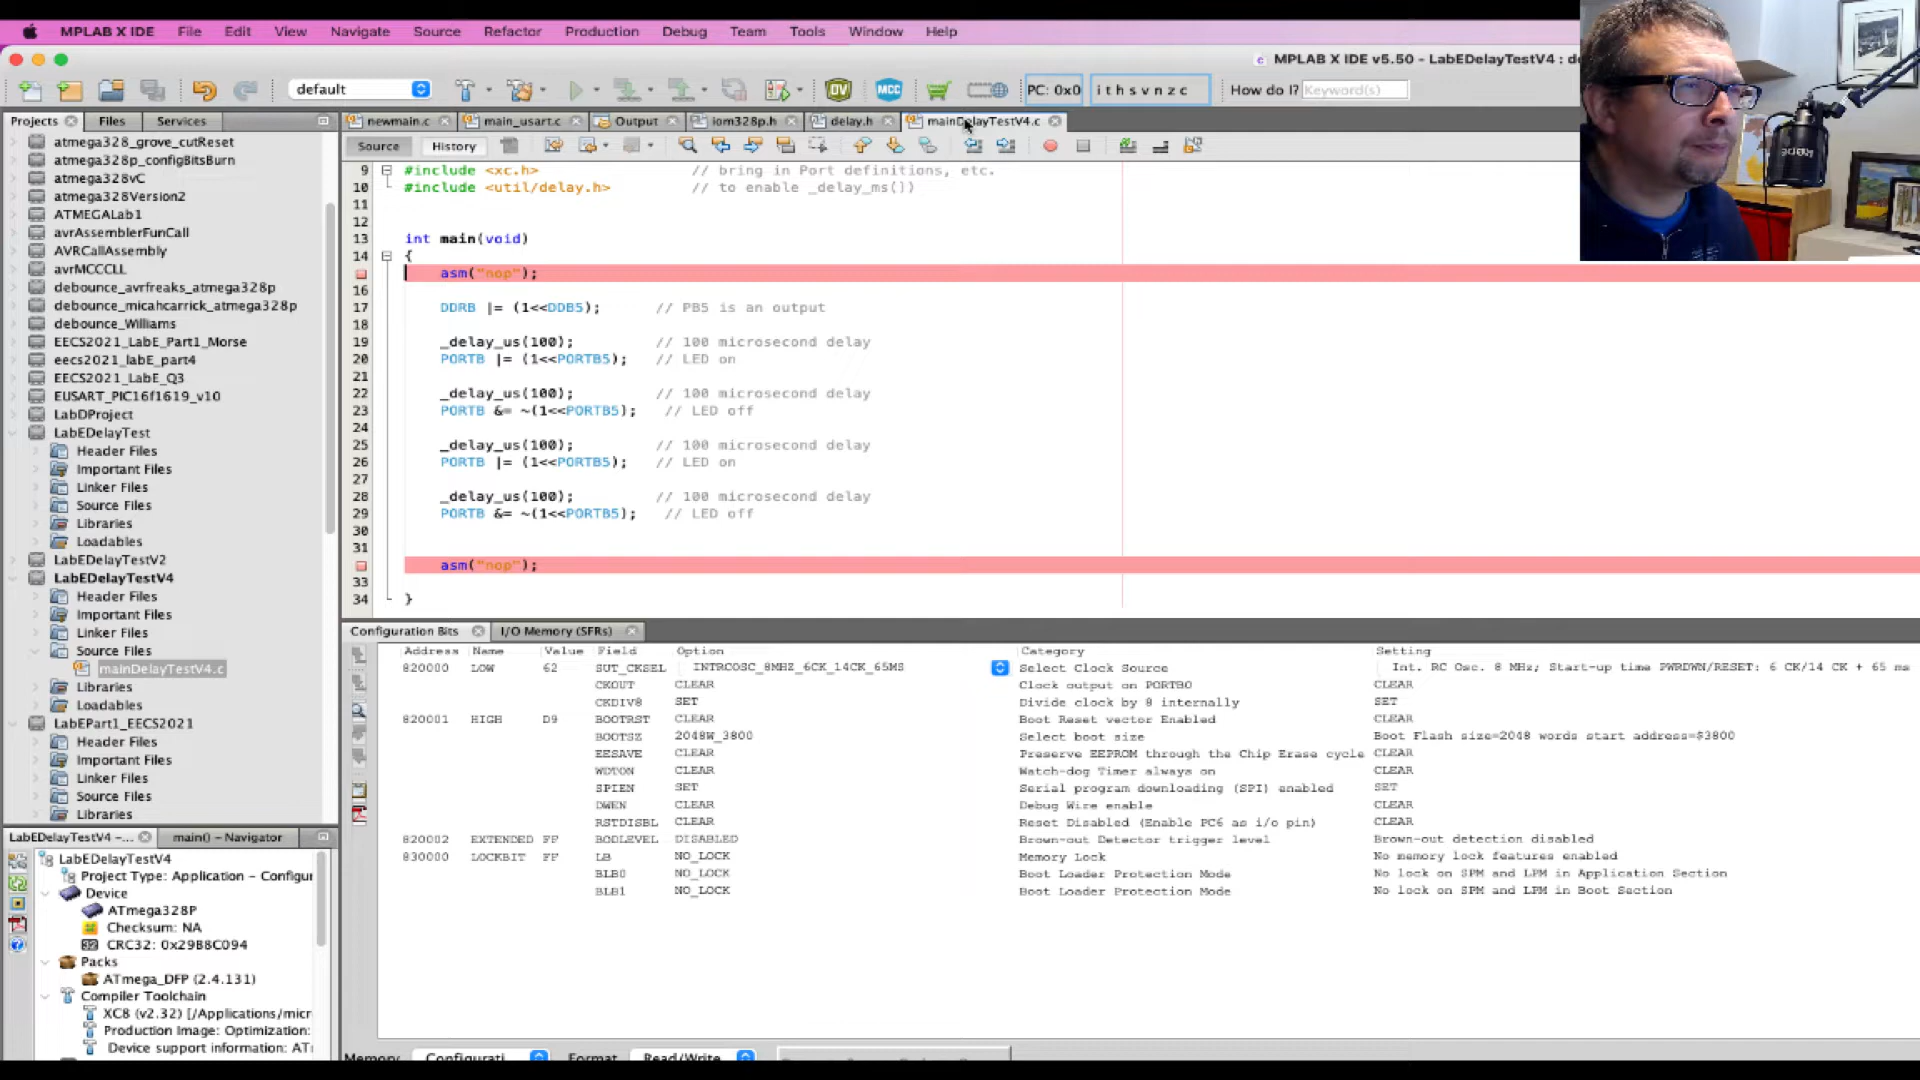 MPLAB X IDE File Edit View Navigate Source Refactor Production Debug Team Tools Window Help
MPLAB X IDE v5.50 - LabEDelayTestV4 : de
default
PC: 0x0
i t h s v n z c
How do I? Keyword(s)
Projects Files Services
newmain.c main_usart.c Output iom328p.h delay.h mainDelayTestV4.c
Source History
atmega328_grove_cutReset
atmega328p_configBitsBurn
atmega328vC
atmega328Version2
ATMEGALab1
avrAssemblerFunCall
AVRCallAssembly
avrMCCCLL
debounce_avrfreaks_atmega328p
debounce_micahcarrick_atmega328p
debounce_Williams
EECS2021_LabE_Part1_Morse
eecs2021_labE_part4
EECS2021_LabE_Q3
EUSART_PIC16f1619_v10
LabDProject
LabEDelayTest
Header Files
Important Files
Linker Files
Source Files
Libraries
Loadables
LabEDelayTestV2
LabEDelayTestV4
Header Files
Important Files
Linker Files
Source Files
mainDelayTestV4.c
Libraries
Loadables
LabEPart1_EECS2021
Header Files
Important Files
Linker Files
Source Files
Libraries
9 #include <xc.h> // bring in Port definitions, etc.
10 #include <util/delay.h> // to enable _delay_ms())
11
12
13 int main(void)
14 {
asm("nop");
16
17 DDRB |= (1<<DDB5); // PB5 is an output
18
19 _delay_us(100); // 100 microsecond delay
20 PORTB |= (1<<PORTB5); // LED on
21
22 _delay_us(100); // 100 microsecond delay
23 PORTB &= ~(1<<PORTB5); // LED off
24
25 _delay_us(100); // 100 microsecond delay
26 PORTB |= (1<<PORTB5); // LED on
27
28 _delay_us(100); // 100 microsecond delay
29 PORTB &= ~(1<<PORTB5); // LED off
30
31
asm("nop");
33
34 }
Configuration Bits I/O Memory (SFRs)
Address Name Value Field Option Category Setting
820000 LOW 62 SUT_CKSEL INTRCOSC_8MHZ_6CK_14CK_65MS Select Clock Source Int. RC Osc. 8 MHz; Start-up time PWRDWN/RESET: 6 CK/14 CK + 65 ms
CKOUT CLEAR Clock output on PORTB0 CLEAR
CKDIV8 SET Divide clock by 8 internally SET
820001 HIGH D9 BOOTRST CLEAR Boot Reset vector Enabled CLEAR
BOOTSZ 2048W_3800 Select boot size Boot Flash size=2048 words start address=$3800
EESAVE CLEAR Preserve EEPROM through the Chip Erase cycle CLEAR
WDTON CLEAR Watch-dog Timer always on CLEAR
SPIEN SET Serial program downloading (SPI) enabled SET
DWEN CLEAR Debug Wire enable CLEAR
RSTDISBL CLEAR Reset Disabled (Enable PC6 as i/o pin) CLEAR
820002 EXTENDED FF BODLEVEL DISABLED Brown-out Detector trigger level Brown-out detection disabled
830000 LOCKBIT FF LB NO_LOCK Memory Lock No memory lock features enabled
BLB0 NO_LOCK Boot Loader Protection Mode No lock on SPM and LPM in Application Section
BLB1 NO_LOCK Boot Loader Protection Mode No lock on SPM and LPM in Boot Section
LabEDelayTestV4 -... main() - Navigator
LabEDelayTestV4
Project Type: Application - Configur
Device
ATmega328P
Checksum: NA
CRC32: 0x29B8C094
Packs
ATmega_DFP (2.4.131)
Compiler Toolchain
XC8 (v2.32) [/Applications/micr
Production Image: Optimization:
Device support information: AT
Memory Configurati Format Read/Write